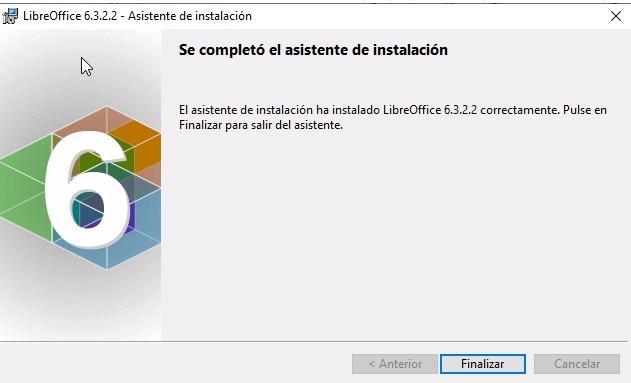 LibreOffice 6.3.2.2 - Asistente de instalación
Se completó el asistente de instalación
El asistente de instalación ha instalado LibreOffice 6.3.2.2 correctamente. Pulse en
Finalizar para salir del asistente.
6
< Anterior
Finalizar
Cancelar